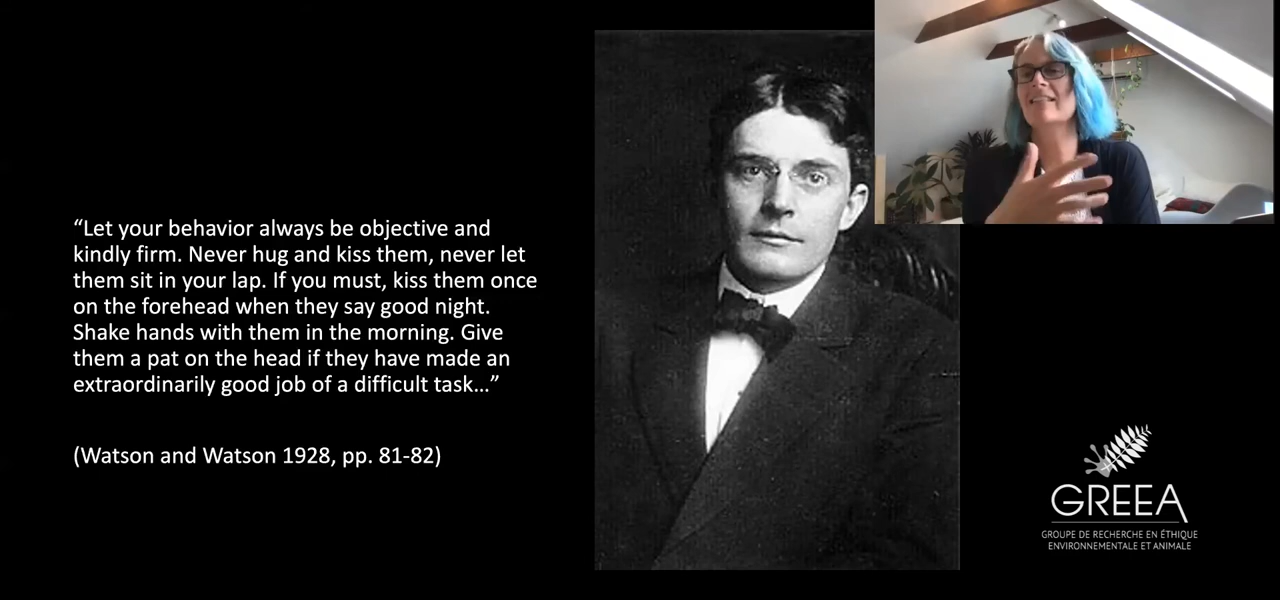 “Let your behavior always be objective and
kindly firm. Never hug and kiss them, never let
them sit in your lap. If you must, kiss them once
on the forehead when they say good night.
Shake hands with them in the morning. Give
them a pat on the head if they have made an
extraordinarily good job of a difficult task…”
(Watson and Watson 1928, pp. 81-82)
GREEA
GROUPE DE RECHERCHE EN ÉTHIQUE
ENVIRONNEMENTALE ET ANIMALE